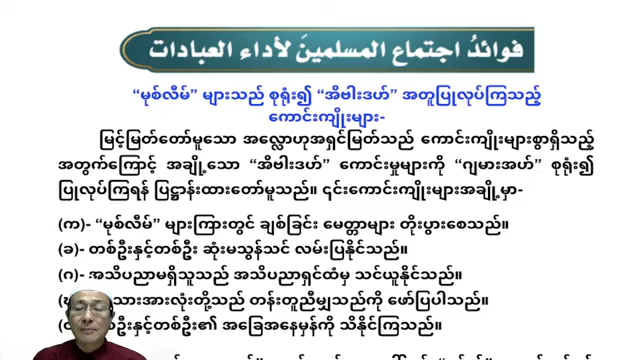 فوائدُ اجتماع المسلمينَ لأداء العبادات
“မုစ်လီမ်” များသည် စုရုံး၍ “အိဗါးဒဟ်” အတူပြုလုပ်ကြသည့်
ကောင်းကျိုးများ-
မြင့်မြတ်တော်မူသော အလ္လောဟုအရှင်မြတ်သည် ကောင်းကျိုးများစွာရှိသည့်
အတွက်ကြောင့် အချို့သော “အိဗါးဒဟ်” ကောင်းမှုများကို “ဂျမားအဟ်” စုရုံး၍
ပြုလုပ်ကြရန် ပြဋ္ဌာန်းထားတော်မူသည်။ ၎င်းကောင်းကျိုးများအချို့မှာ-
(က)- “မုစ်လီမ်” များကြားတွင် ချစ်ခြင်း မေတ္တာများ တိုးပွားစေသည်။
(ခ)- တစ်ဦးနှင့်တစ်ဦး ဆုံးမသွန်သင် လမ်းပြနိုင်သည်။
(ဂ)- အသိပညာမရှိသူသည် အသိပညာရှင်ထံမှ သင်ယူနိုင်သည်။
အားလုံးတို့သည် တန်းတူညီမျှသည်ကို ဖော်ပြပါသည်။
ဦးနှင့်တစ်ဦး၏ အခြေအနေမှန်ကို သိနိုင်ကြသည်။